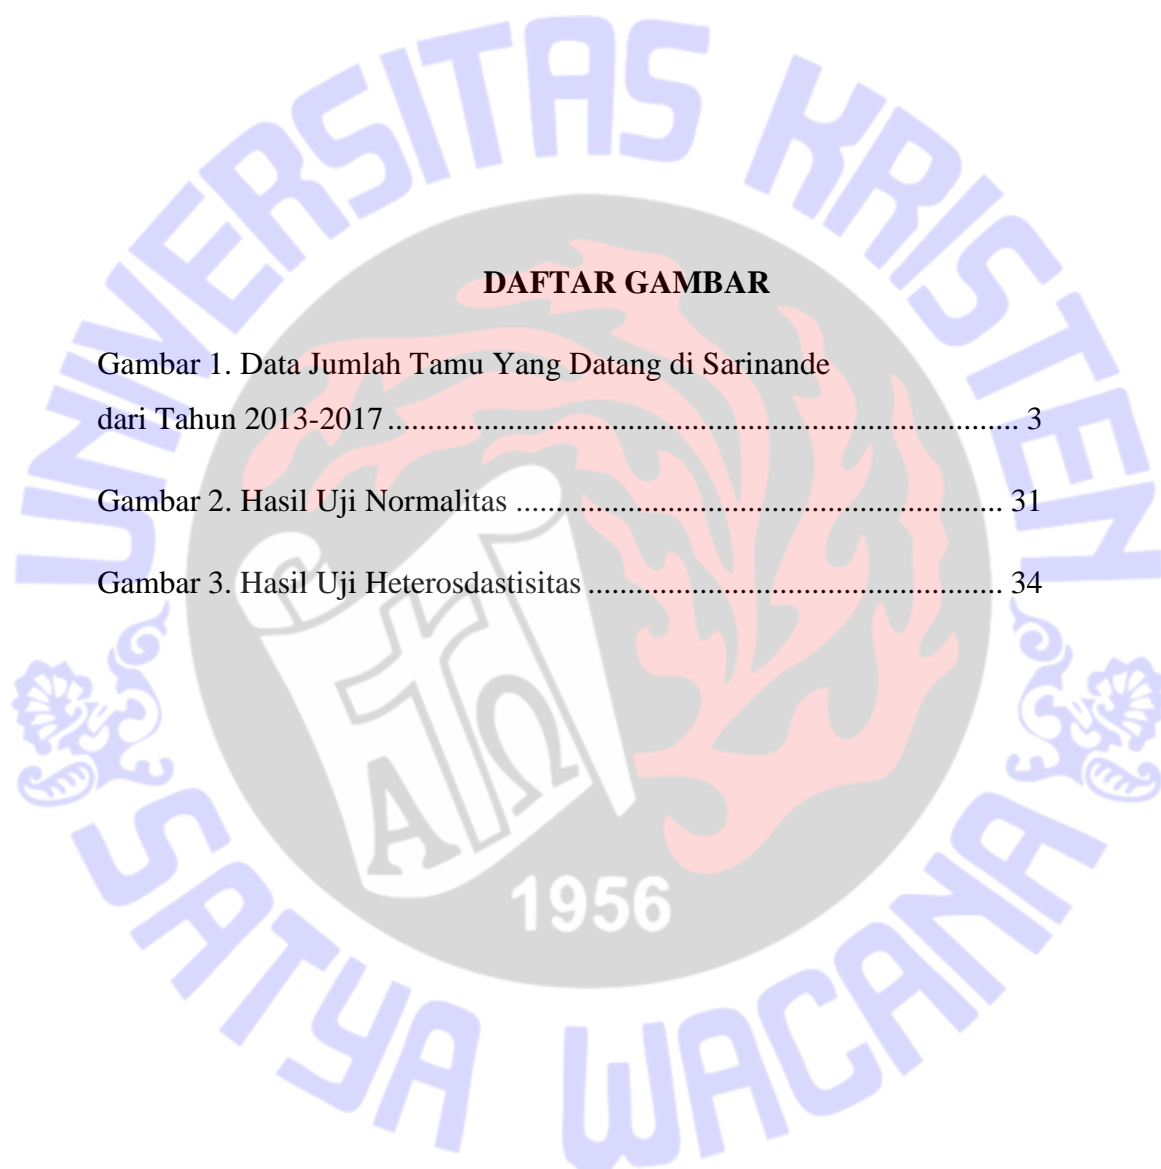 UNIVERSITAS KRISTEN
DAFTAR GAMBAR
Gambar 1. Data Jumlah Tamu Yang Datang di Sarinande
dari Tahun 2013-2017 .............................................................................. 3
Gambar 2. Hasil Uji Normalitas ............................................................ 31
Gambar 3. Hasil Uji Heterosdastisitas ................................................... 34
ΑΩ
1956
SATYA WACANA